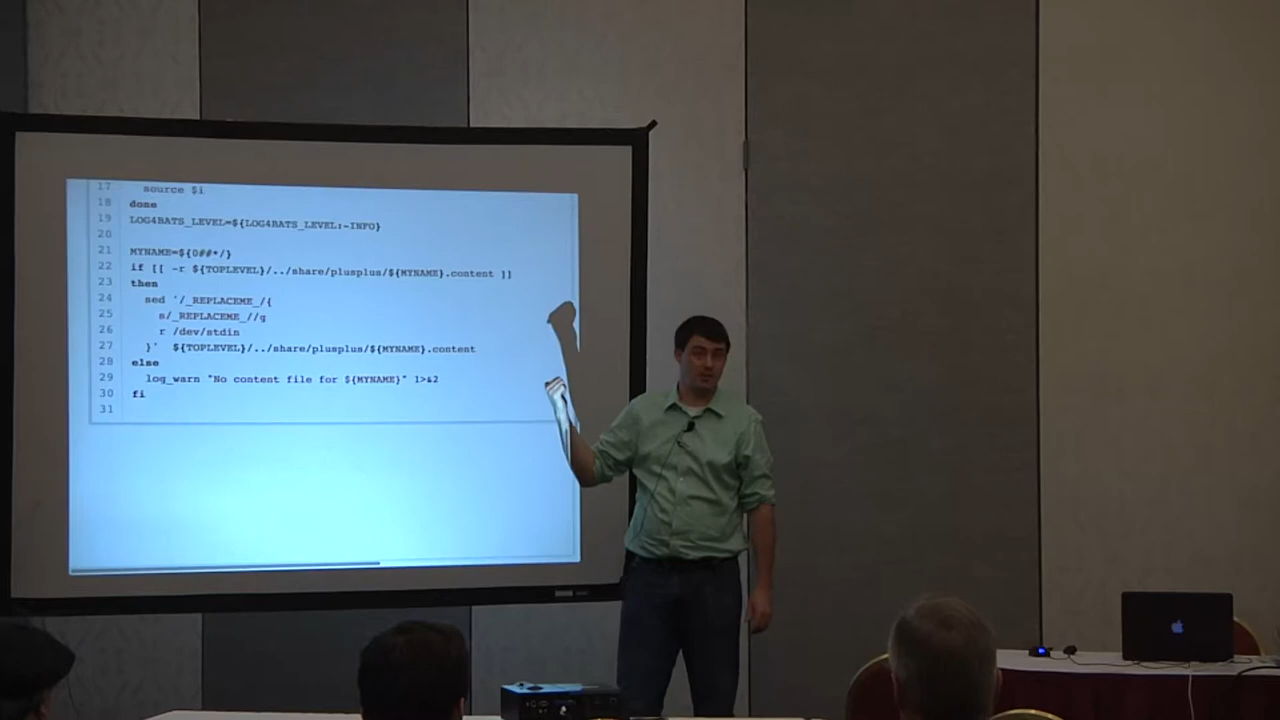 17 source $i
18 done
19 LOG4BATS_LEVEL=${LOG4BATS_LEVEL:-INFO}
20
21 MYNAME=${0##*/}
22 if [[ -r ${TOPLEVEL}/../share/plusplus/${MYNAME}.content ]]
23 then
24 sed '/_REPLACEME_/{
25 s/_REPLACEME_//g
26 r /dev/stdin
27 }' ${TOPLEVEL}/../share/plusplus/${MYNAME}.content
28 else
29 log_warn "No content file for ${MYNAME}" 1>&2
30 fi
31